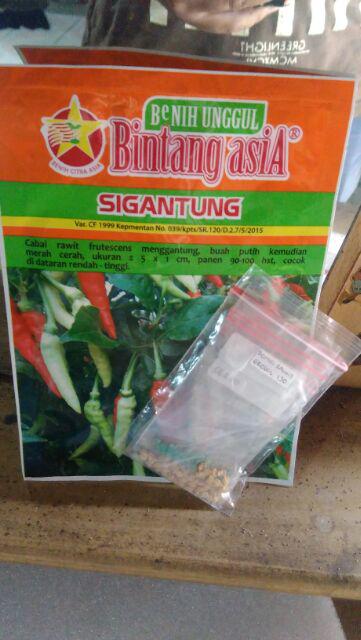 GREENLIGHT
BENIH UNGGUL
Bintang asiA®
BENIH CITRA ASIA
SIGANTUNG
Var. CF 1999 Kepmentan No. 039/kpts/SR.120/D.2.7/5/2015
Cabai rawit frutescens menggantung, buah putih kemudian
merah cerah, ukuran ± 5 x 1 cm, panen 90-100 hst, cocok
di dataran rendah - tinggi.